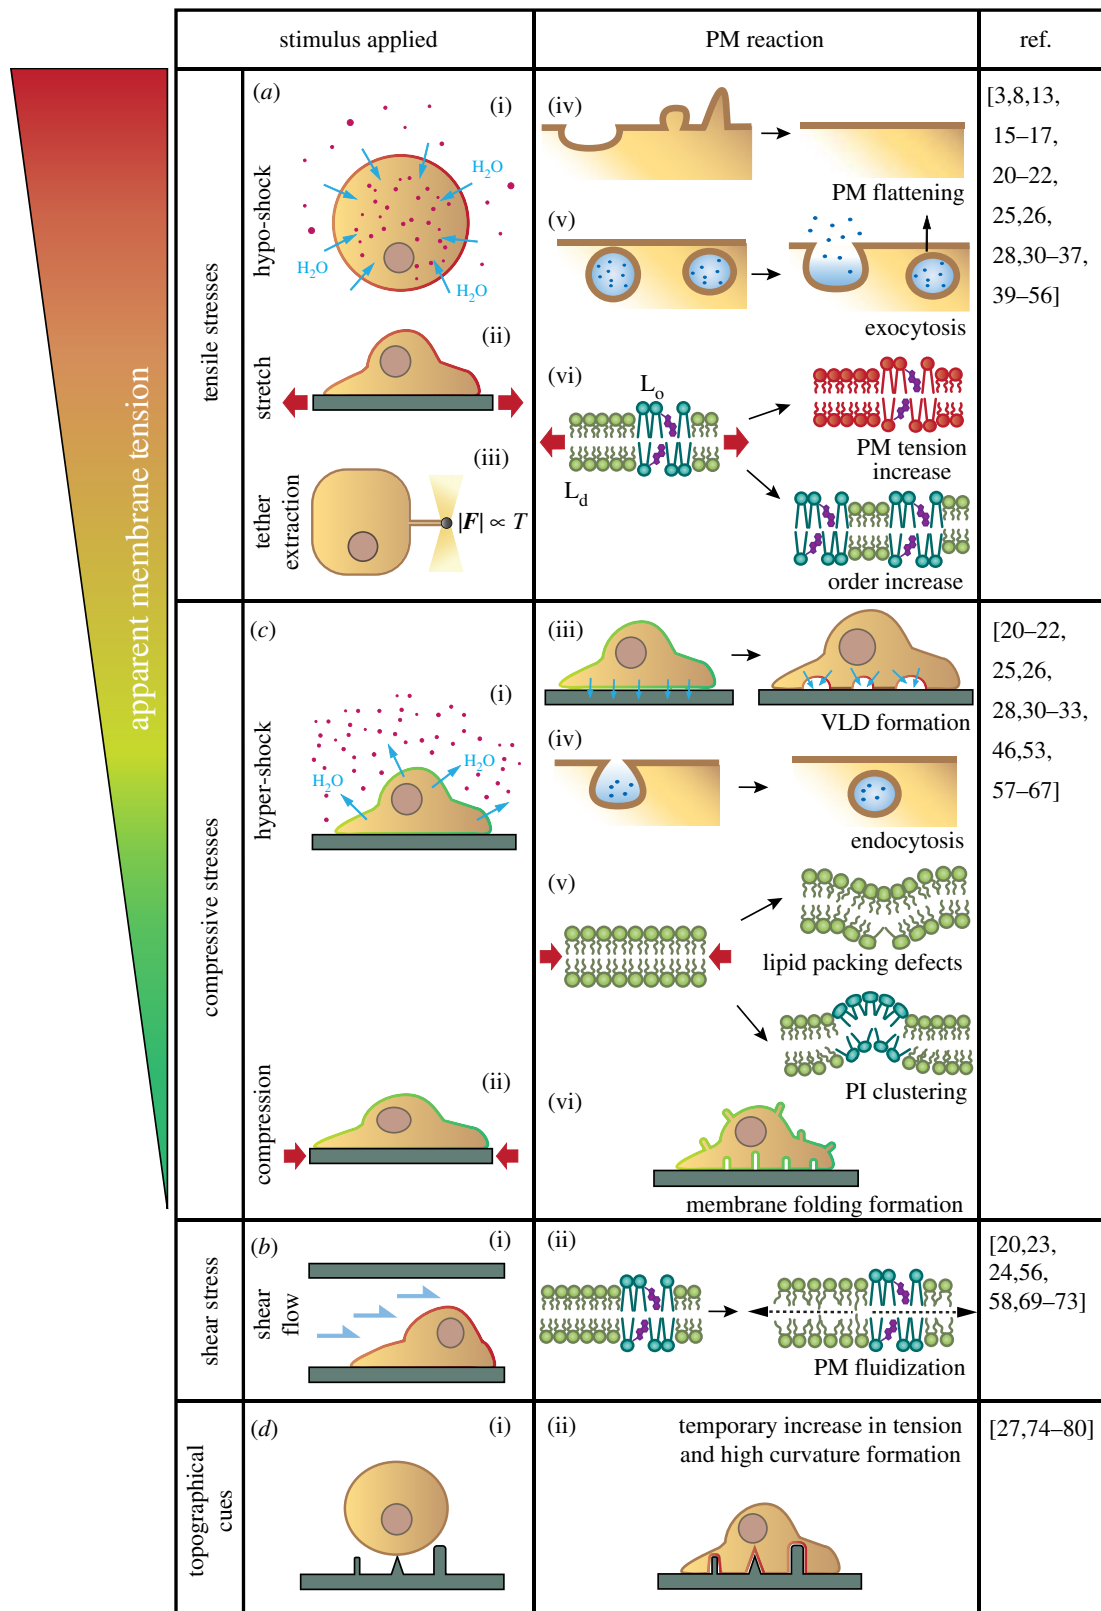 stimulus applied
PM reaction
ref.
apparent membrane tension
tensile stresses
(a)
hypo-shock
(i)
H2O
H2O
H2O
stretch
(ii)
tether
extraction
(iii)
|F| ∝ T
(iv)
PM flattening
(v)
exocytosis
(vi)
Lo
Ld
PM tension
increase
order increase
[3,8,13,
15–17,
20–22,
25,26,
28,30–37,
39–56]
compressive stresses
(c)
hyper-shock
(i)
H2O
H2O
compression
(ii)
(iii)
VLD formation
(iv)
endocytosis
(v)
lipid packing defects
PI clustering
(vi)
membrane folding formation
[20–22,
25,26,
28,30–33,
46,53,
57–67]
shear stress
(b)
shear
flow
(i)
(ii)
PM fluidization
[20,23,
24,56,
58,69–73]
topographical
cues
(d)
(i)
(ii)
temporary increase in tension
and high curvature formation
[27,74–80]